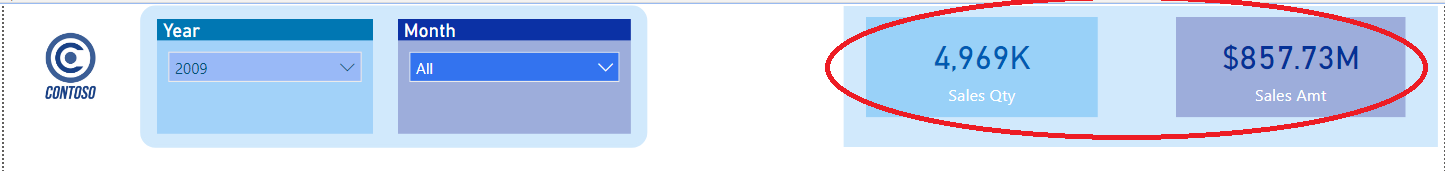 CONTOSO
Year
2009
Month
All
4,969K
Sales Qty
$857.73M
Sales Amt